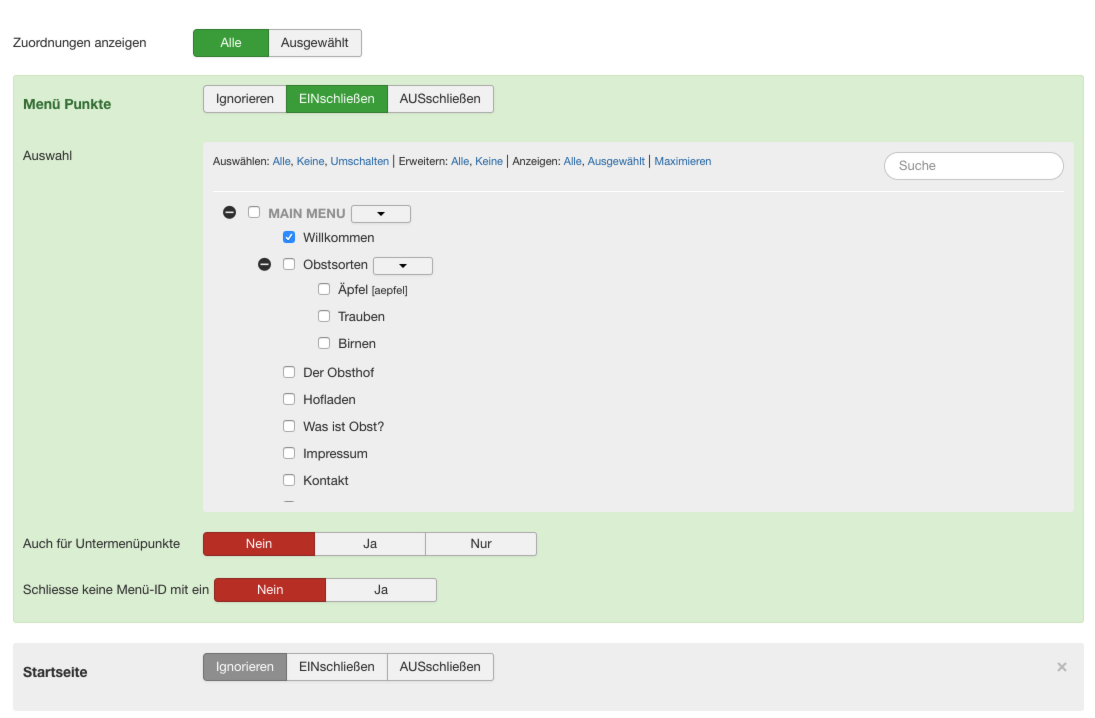 Zuordnungen anzeigen Alle Ausgewählt
Menü Punkte Ignorieren EINschließen AUSschließen
Auswahl Auswählen: Alle, Keine, Umschalten | Erweitern: Alle, Keine | Anzeigen: Alle, Ausgewählt | Maximieren Suche
MAIN MENU
Willkommen
Obstsorten
Äpfel [aepfel]
Trauben
Birnen
Der Obsthof
Hofladen
Was ist Obst?
Impressum
Kontakt
Auch für Untermenüpunkte Nein Ja Nur
Schliesse keine Menü-ID mit ein Nein Ja
Startseite Ignorieren EINschließen AUSschließen ×